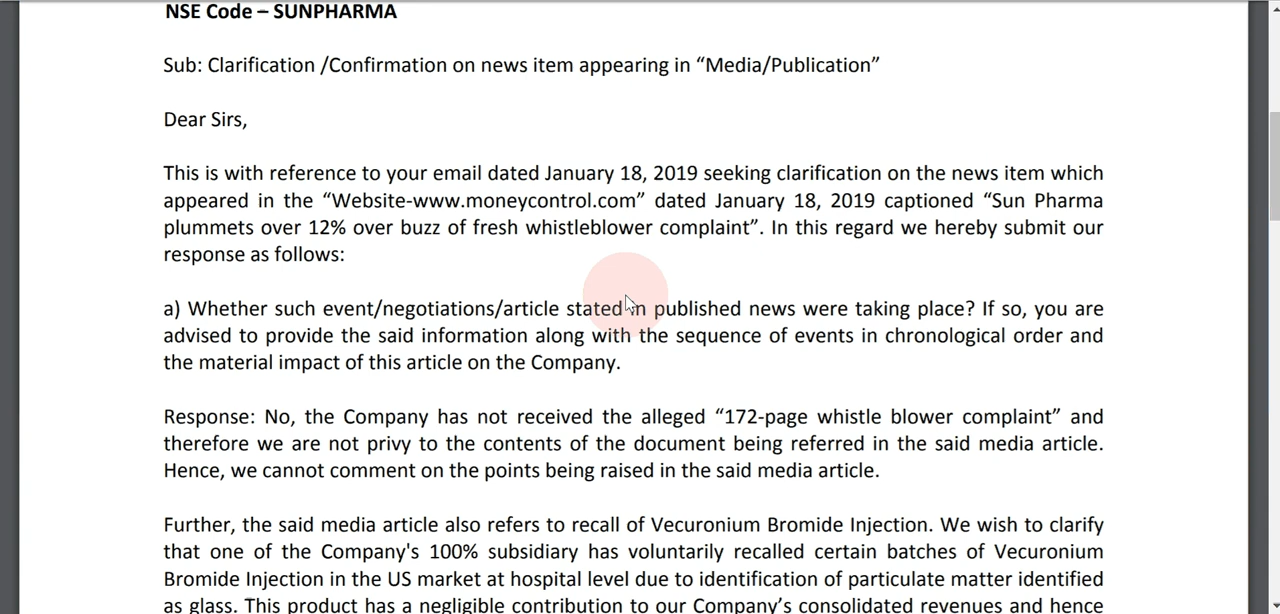 NSE Code – SUNPHARMA
Sub: Clarification /Confirmation on news item appearing in “Media/Publication”
Dear Sirs,
This is with reference to your email dated January 18, 2019 seeking clarification on the news item which
appeared in the “Website-www.moneycontrol.com” dated January 18, 2019 captioned “Sun Pharma
plummets over 12% over buzz of fresh whistleblower complaint”. In this regard we hereby submit our
response as follows:
a) Whether such event/negotiations/article stated in published news were taking place? If so, you are
advised to provide the said information along with the sequence of events in chronological order and
the material impact of this article on the Company.
Response: No, the Company has not received the alleged “172-page whistle blower complaint” and
therefore we are not privy to the contents of the document being referred in the said media article.
Hence, we cannot comment on the points being raised in the said media article.
Further, the said media article also refers to recall of Vecuronium Bromide Injection. We wish to clarify
that one of the Company's 100% subsidiary has voluntarily recalled certain batches of Vecuronium
Bromide Injection in the US market at hospital level due to identification of particulate matter identified
as glass. This product has a negligible contribution to our Company’s consolidated revenues and hence